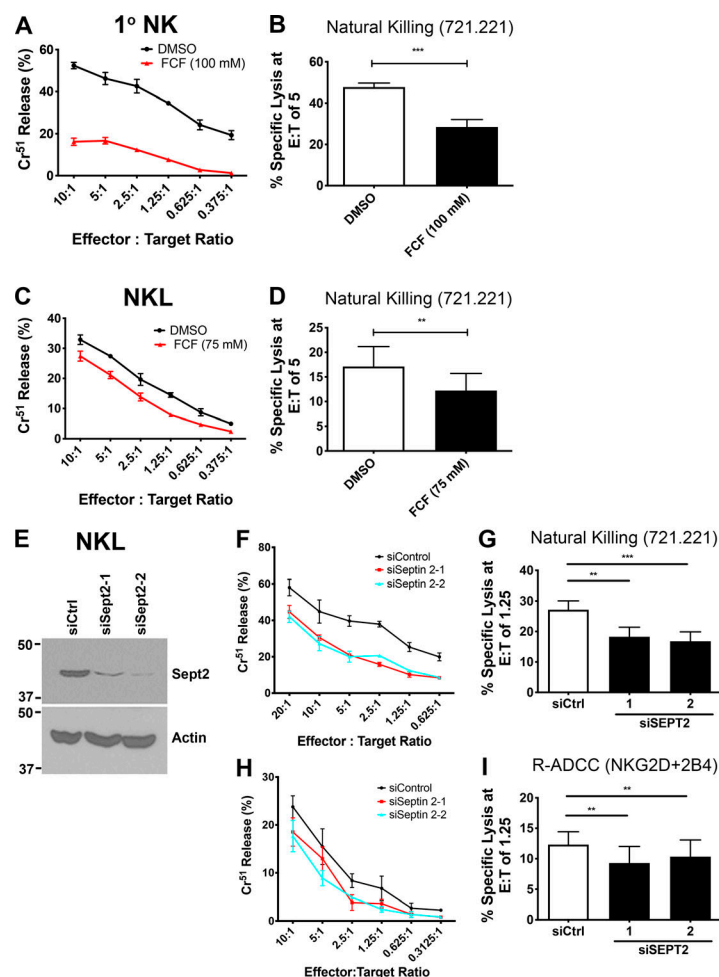 A
1º NK
Cr51 Release (%)
60
40
20
0
DMSO
FCF (100 mM)
10:1
5:1
2.5:1
1.25:1
0.625:1
0.375:1
Effector : Target Ratio
B
Natural Killing (721.221)
% Specific Lysis at
E:T of 5
60
40
20
0
***
DMSO
FCF (100 mM)
C
NKL
Cr51 Release (%)
40
30
20
10
0
DMSO
FCF (75 mM)
10:1
5:1
2.5:1
1.25:1
0.625:1
0.375:1
Effector : Target Ratio
D
Natural Killing (721.221)
% Specific Lysis at
E:T of 5
25
20
15
10
5
0
**
DMSO
FCF (75 mM)
E
NKL
siCtrl
siSept2-1
siSept2-2
50
37
Sept2
50
37
Actin
F
Cr51 Release (%)
80
60
40
20
0
siControl
siSeptin 2-1
siSeptin 2-2
20:1
10:1
5:1
2.5:1
1.25:1
0.625:1
Effector : Target Ratio
G
Natural Killing (721.221)
% Specific Lysis at
E:T of 1.25
50
40
30
20
10
0
***
**
siCtrl
1
2
siSEPT2
H
Cr51 Release (%)
30
20
10
0
siControl
siSeptin 2-1
siSeptin 2-2
10:1
5:1
2.5:1
1.25:1
0.625:1
0.3125:1
Effector:Target Ratio
I
R-ADCC (NKG2D+2B4)
% Specific Lysis at
E:T of 1.25
20
15
10
5
0
**
**
siCtrl
1
2
siSEPT2